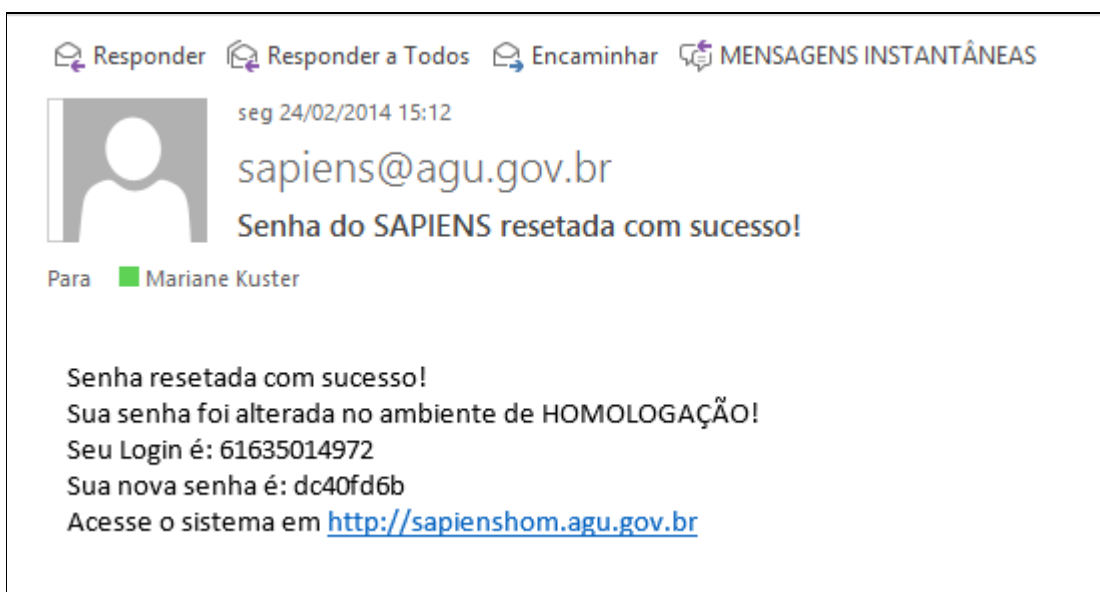 Responder Responder a Todos Encaminhar MENSAGENS INSTANTÂNEAS
seg 24/02/2014 15:12
sapiens@agu.gov.br
Senha do SAPIENS resetada com sucesso!
Para Mariane Kuster
Senha resetada com sucesso!
Sua senha foi alterada no ambiente de HOMOLOGAÇÃO!
Seu Login é: 61635014972
Sua nova senha é: dc40fd6b
Acesse o sistema em http://sapienshom.agu.gov.br